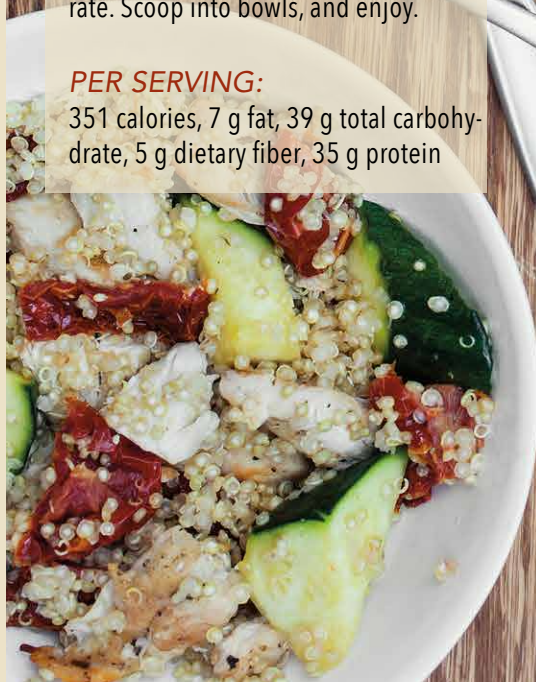 rate. Scoop into bowls, and enjoy.
PER SERVING:
351 calories, 7 g fat, 39 g total carbohy-
drate, 5 g dietary fiber, 35 g protein